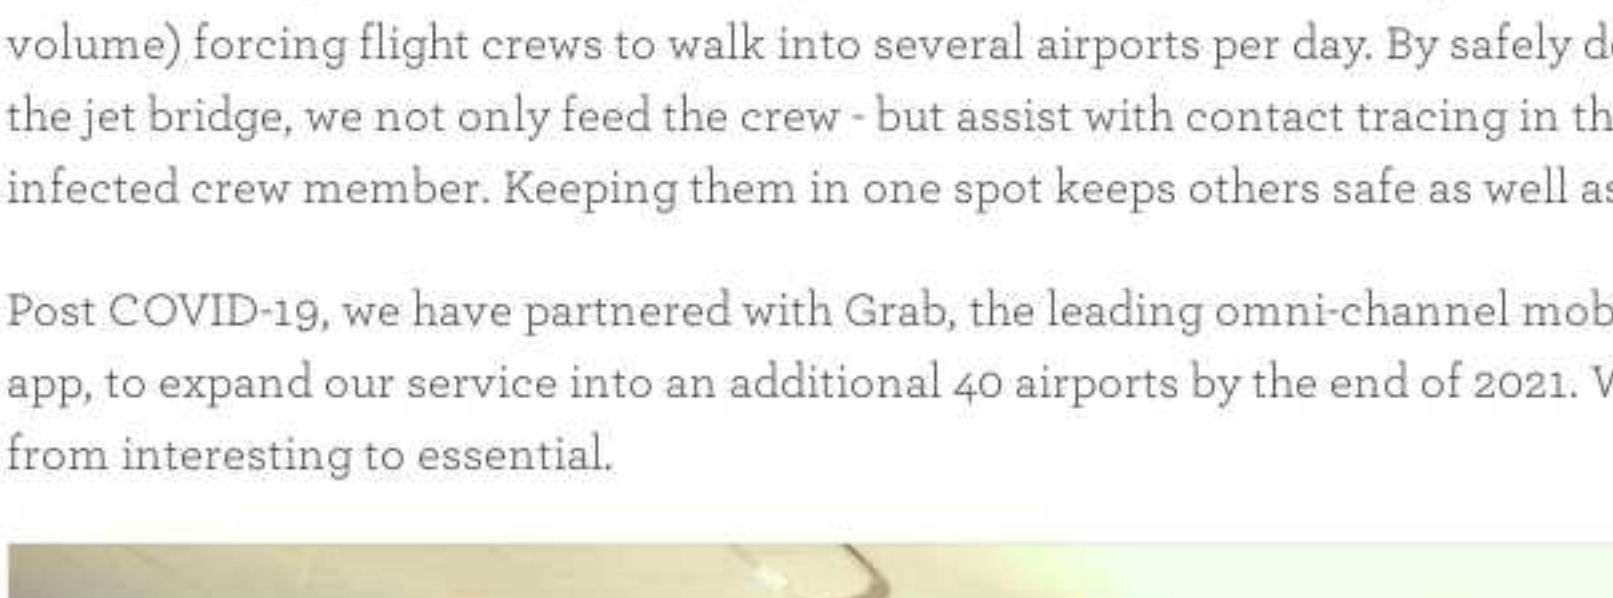 volume) forcing flight crews to walk into several airports per day. By safely
the jet bridge, we not only feed the crew - but assist with contact tracing in
infected crew member. Keeping them in one spot keeps others safe as well as
Post COVID-19, we have partnered with Grab, the leading omni-channel
app, to expand our service into an additional 40 airports by the end of 2021.
from interesting to essential.